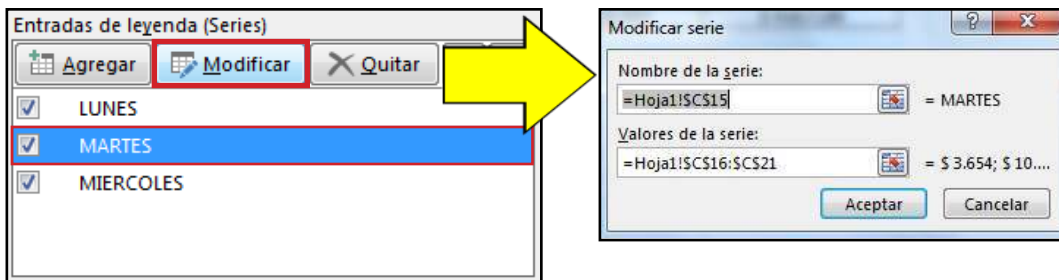 Entradas de leyenda (Series)
Agregar
Modificar
Quitar
LUNES
MARTES
MIERCOLES
Modificar serie
Nombre de la serie:
=Hoja1!$C$15
= MARTES
Valores de la serie:
=Hoja1!$C$16:$C$21
= $ 3.654; $ 10....
Aceptar
Cancelar